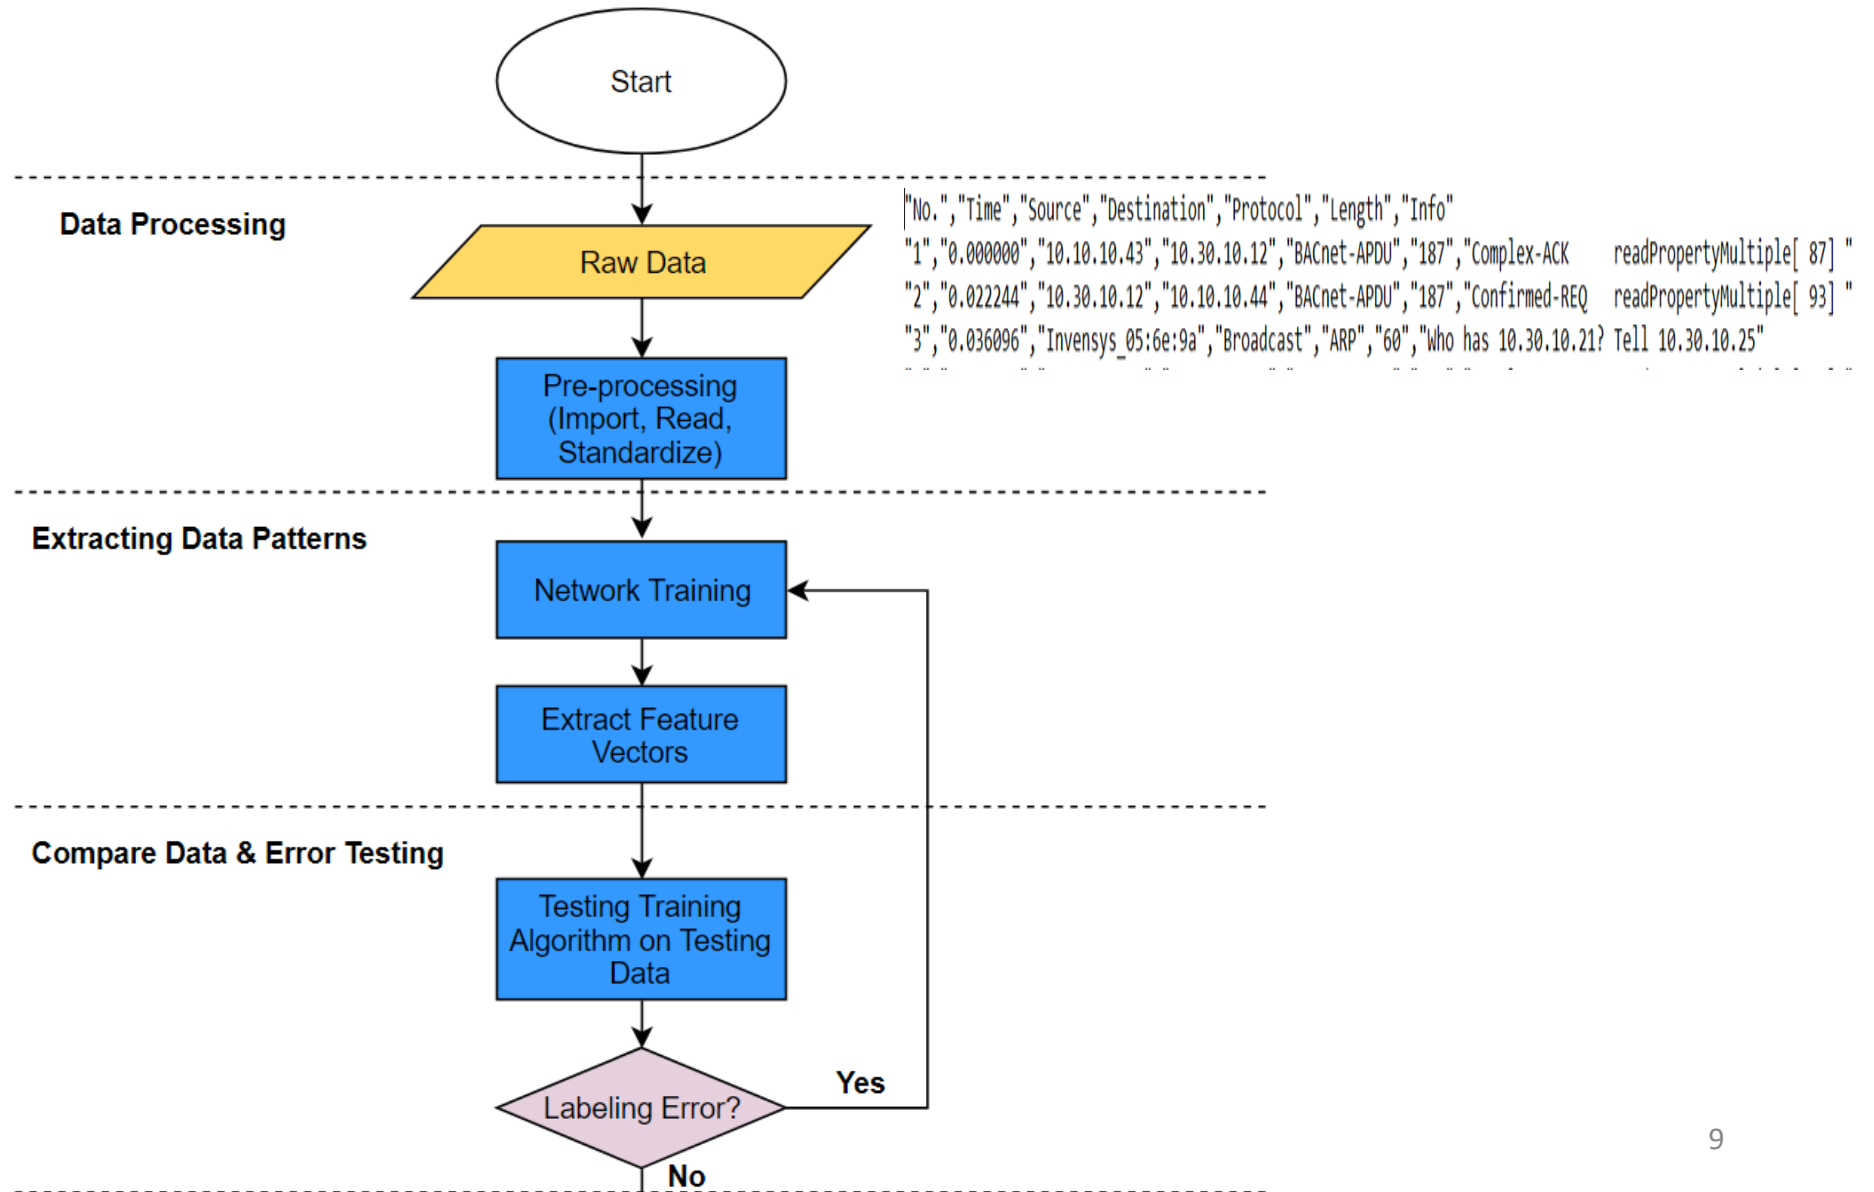 Start
Data Processing
Raw Data
"No.","Time","Source","Destination","Protocol","Length","Info"
"1","0.000000","10.10.10.43","10.30.10.12","BACnet-APDU","187","Complex-ACK     readPropertyMultiple[ 87] "
"2","0.022244","10.30.10.12","10.10.10.44","BACnet-APDU","187","Confirmed-REQ   readPropertyMultiple[ 93] "
"3","0.036096","Invensys_05:6e:9a","Broadcast","ARP","60","Who has 10.30.10.21? Tell 10.30.10.25"
Pre-processing
(Import, Read,
Standardize)
Extracting Data Patterns
Network Training
Extract Feature
Vectors
Compare Data & Error Testing
Testing Training
Algorithm on Testing
Data
Labeling Error?
Yes
No
9